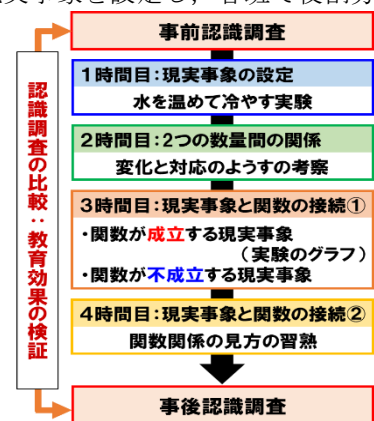 事前認識調査
1時間目:現実事象の設定
水を温めて冷やす実験
2時間目:2つの数量間の関係
変化と対応のようすの考察
3時間目:現実事象と関数の接続①
・関数が成立する現実事象
(実験のグラフ)
・関数が不成立する現実事象
4時間目:現実事象と関数の接続②
関数関係の見方の習熟
事後認識調査
認識調査の比較:教育効果の検証